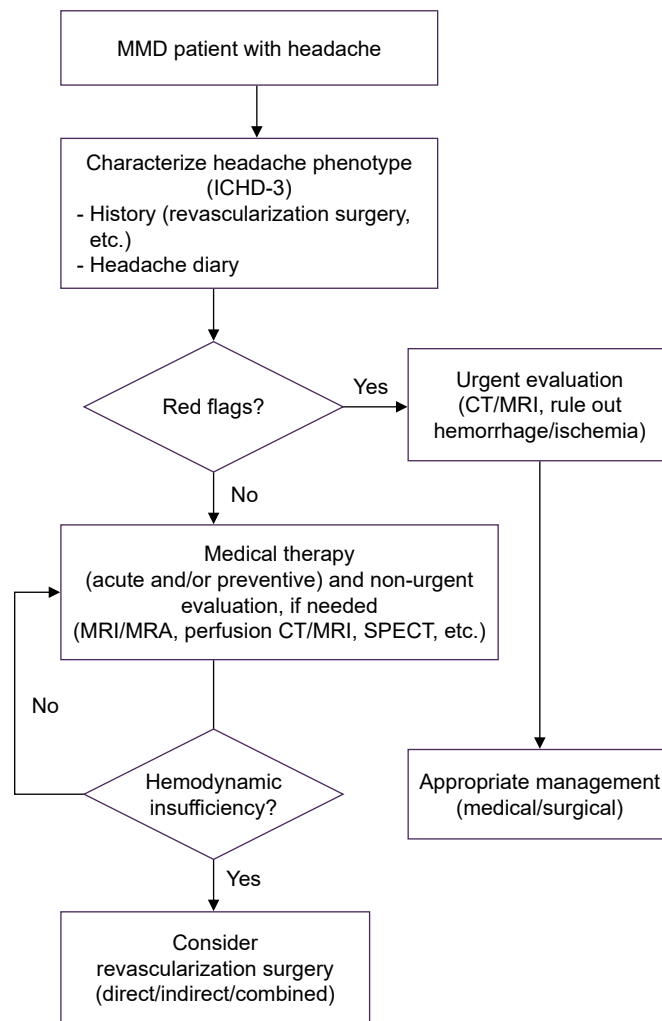 MMD patient with headache
Characterize headache phenotype
(ICHD-3)
- History (revascularization surgery,
etc.)
- Headache diary
Red flags?
Yes
Urgent evaluation
(CT/MRI, rule out
hemorrhage/ischemia)
No
Medical therapy
(acute and/or preventive) and non-urgent
evaluation, if needed
(MRI/MRA, perfusion CT/MRI, SPECT, etc.)
No
Hemodynamic
insufficiency?
Appropriate management
(medical/surgical)
Yes
Consider
revascularization surgery
(direct/indirect/combined)